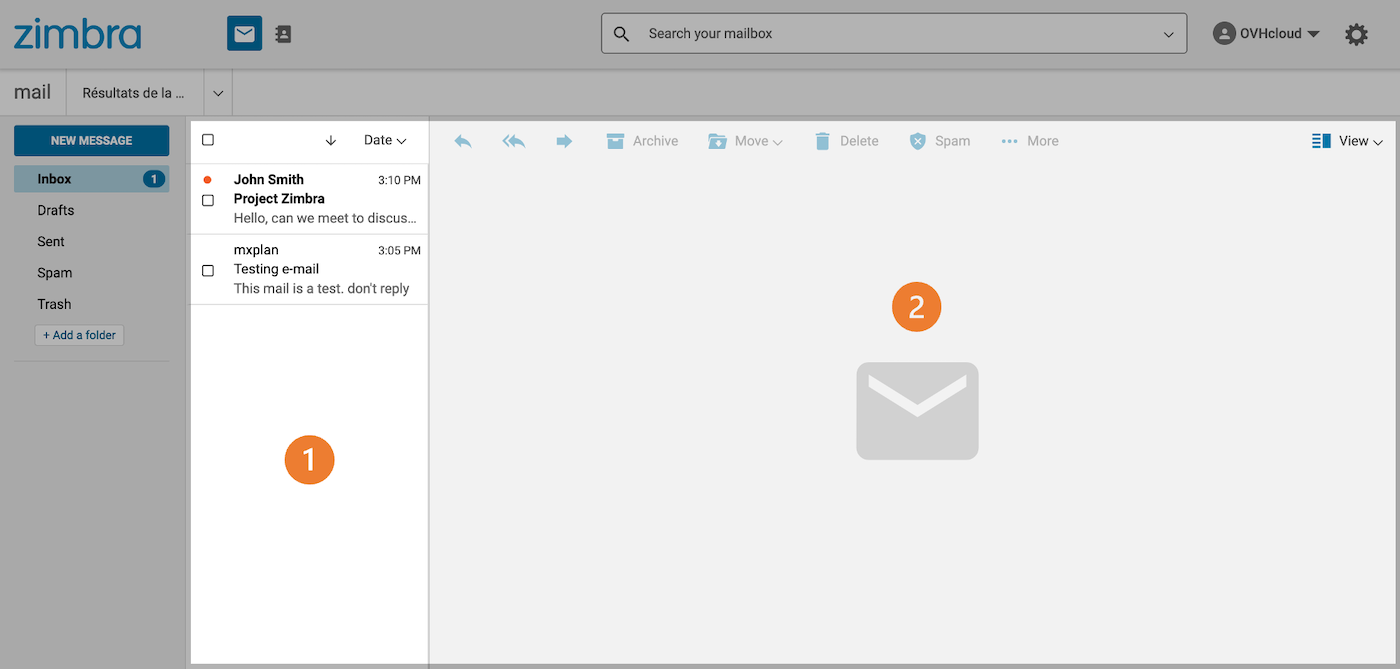 zimbra
Search your mailbox
OVHcloud
mail
Résultats de la ...
NEW MESSAGE
Inbox 1
Drafts
Sent
Spam
Trash
+ Add a folder
Date
John Smith 3:10 PM
Project Zimbra
Hello, can we meet to discus...
mxplan 3:05 PM
Testing e-mail
This mail is a test. don't reply
1
Archive Move Delete Spam ... More View
2